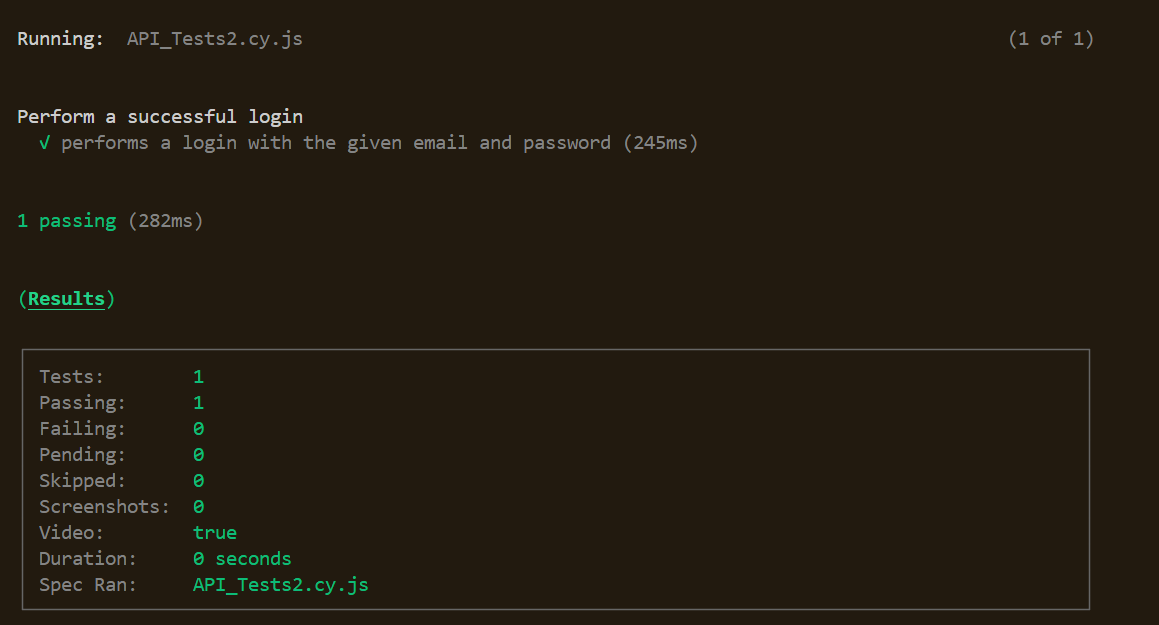 Running: API_Tests2.cy.js (1 of 1)
Perform a successful login
√ performs a login with the given email and password (245ms)
1 passing (282ms)
(Results)
Tests: 1
Passing: 1
Failing: 0
Pending: 0
Skipped: 0
Screenshots: 0
Video: true
Duration: 0 seconds
Spec Ran: API_Tests2.cy.js